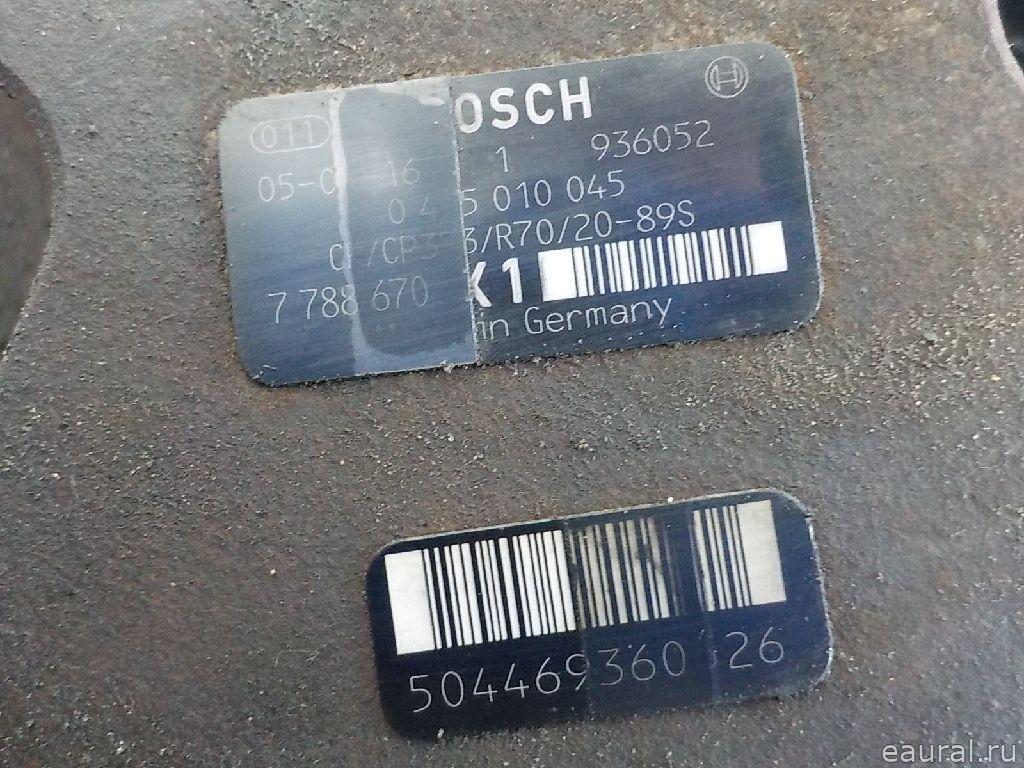 OSCH
011
1 936052
05-0 16
0 4 5 010 045
C /CP3 3/R70/20-89S
7 788 670 X1
in Germany
504469360 26
eaural.ru